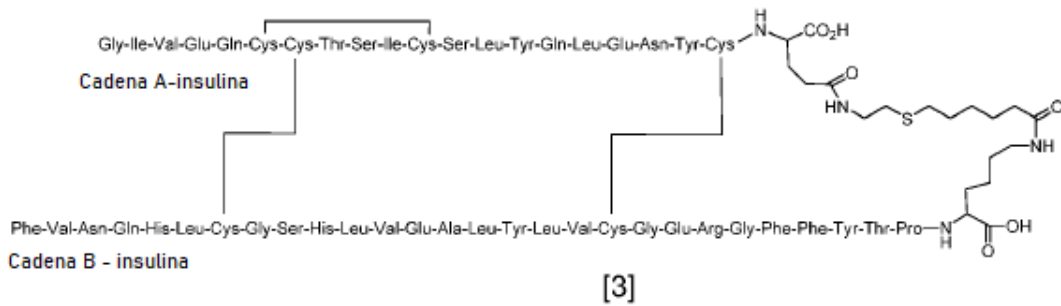 Gly-Ile-Val-Glu-Gln-Cys-Cys-Thr-Ser-Ile-Cys-Ser-Leu-Tyr-Gln-Leu-Glu-Asn-Tyr-Cys
H
N
CO₂H
Cadena A-insulina
O
HN
S
O
NH
Phe-Val-Asn-Gln-His-Leu-Cys-Gly-Ser-His-Leu-Val-Glu-Ala-Leu-Tyr-Leu-Val-Cys-Gly-Glu-Arg-Gly-Phe-Phe-Tyr-Thr-Pro
N
H
OH
O
Cadena B - insulina
[3]